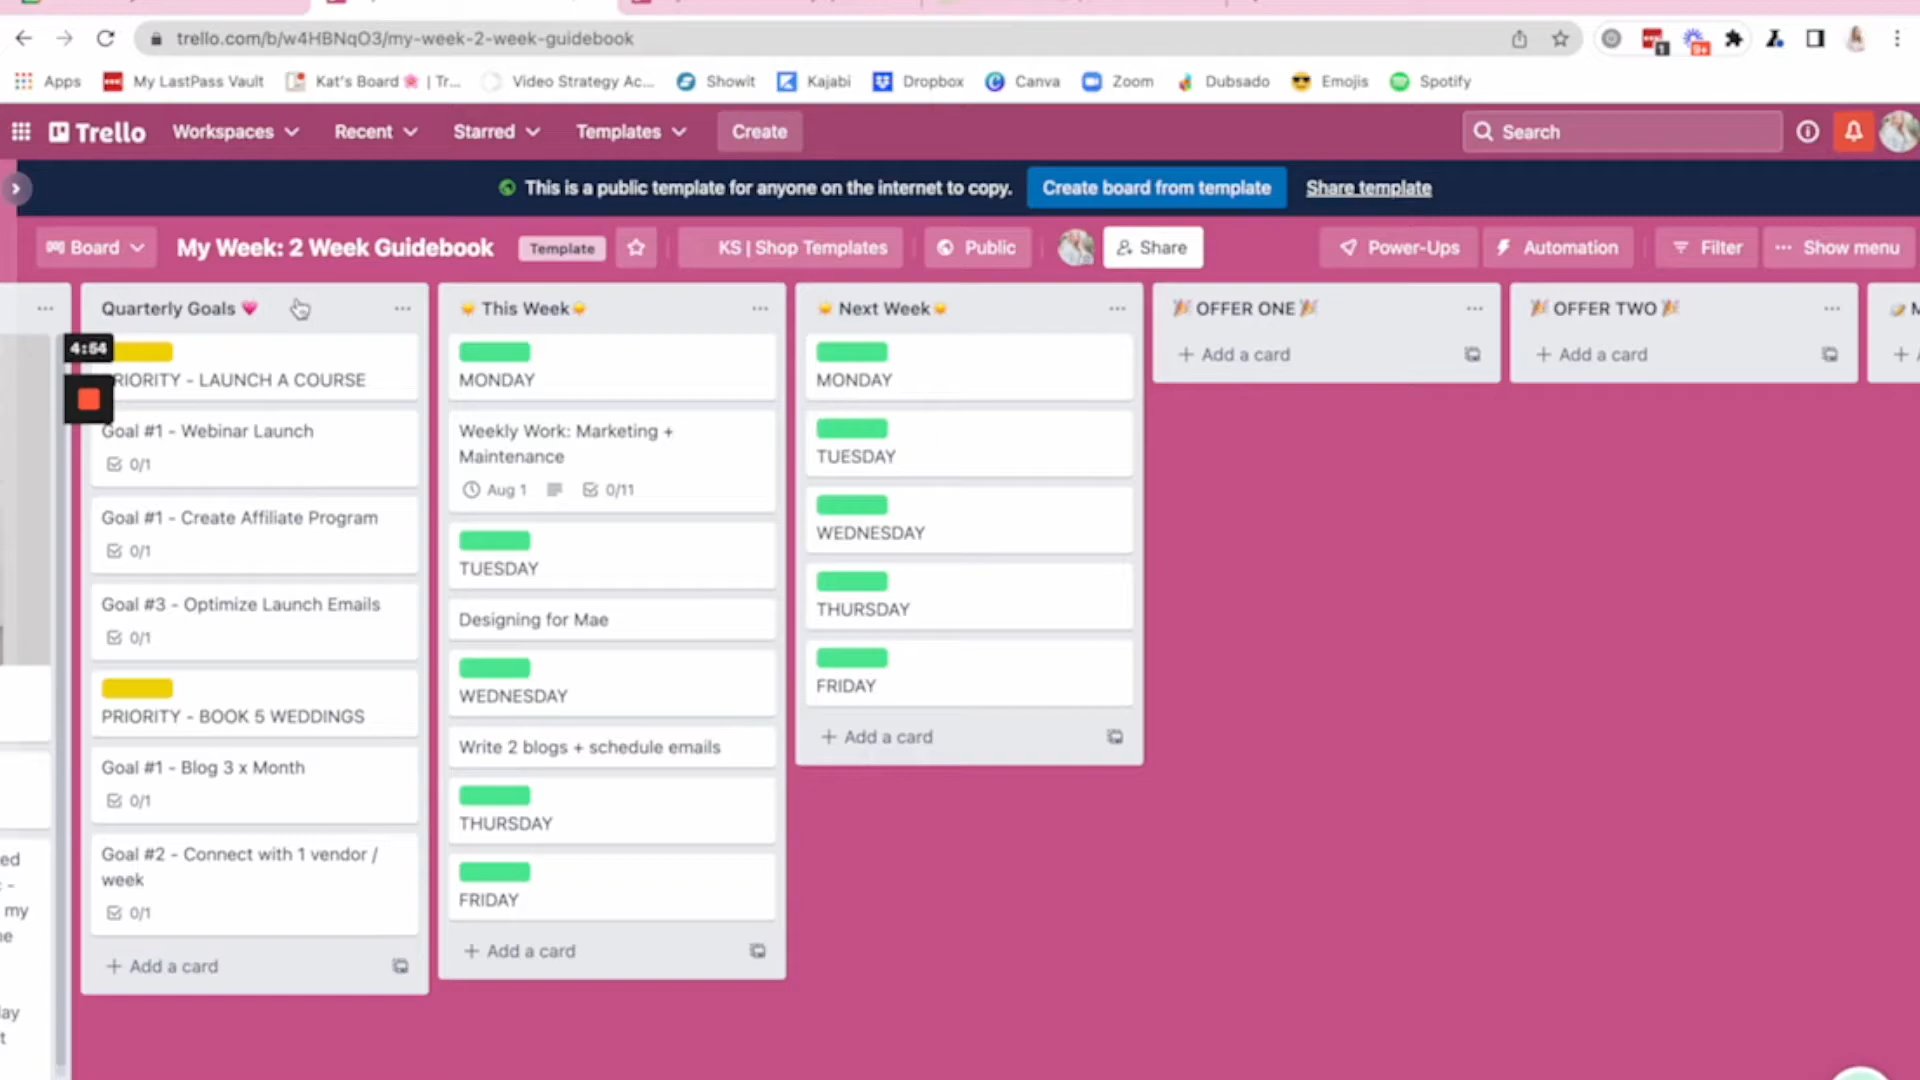 trello.com/b/w4HBNqO3/my-week-2-week-guidebook
1
9+
Apps
My LastPass Vault
Kat's Board 🌸 | Tr...
Video Strategy Ac...
Showit
Kajabi
Dropbox
Canva
Zoom
Dubsado
Emojis
Spotify
Trello
Workspaces
Recent
Starred
Templates
Create
Search
This is a public template for anyone on the internet to copy.
Create board from template
Share template
Board
My Week: 2 Week Guidebook
Template
KS | Shop Templates
Public
Share
Power-Ups
Automation
Filter
Show menu
4:54
ed
my
lay
Quarterly Goals 💗
PRIORITY - LAUNCH A COURSE
Goal #1 - Webinar Launch
0/1
Goal #1 - Create Affiliate Program
0/1
Goal #3 - Optimize Launch Emails
0/1
PRIORITY - BOOK 5 WEDDINGS
Goal #1 - Blog 3 x Month
0/1
Goal #2 - Connect with 1 vendor /
week
0/1
+ Add a card
This Week
MONDAY
Weekly Work: Marketing +
Maintenance
Aug 1
0/11
TUESDAY
Designing for Mae
WEDNESDAY
Write 2 blogs + schedule emails
THURSDAY
FRIDAY
+ Add a card
Next Week
MONDAY
TUESDAY
WEDNESDAY
THURSDAY
FRIDAY
+ Add a card
🎉 OFFER ONE 🎉
+ Add a card
🎉 OFFER TWO 🎉
+ Add a card